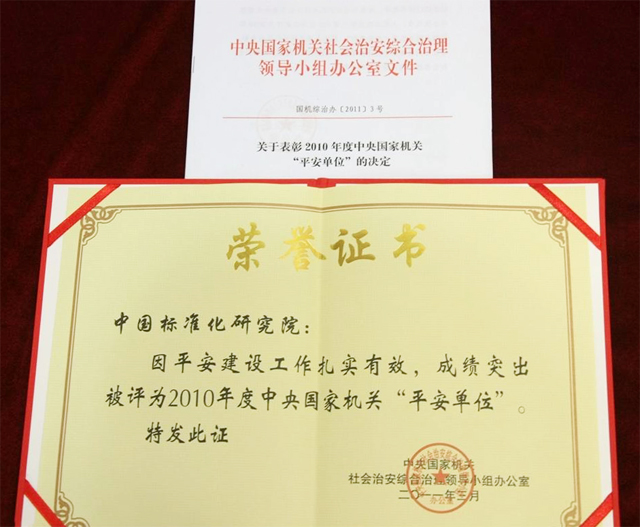 中央国家机关社会治安综合治理
领导小组办公室文件
国机综治办〔2011〕3号
关于表彰2010年度中央国家机关
“平安单位”的决定
荣誉证书
中国标准化研究院：
因平安建设工作扎实有效，成绩突出
被评为2010年度中央国家机关“平安单位”。
特发此证
中央国家机关
社会治安综合治理领导小组办公室
二〇一一年三月